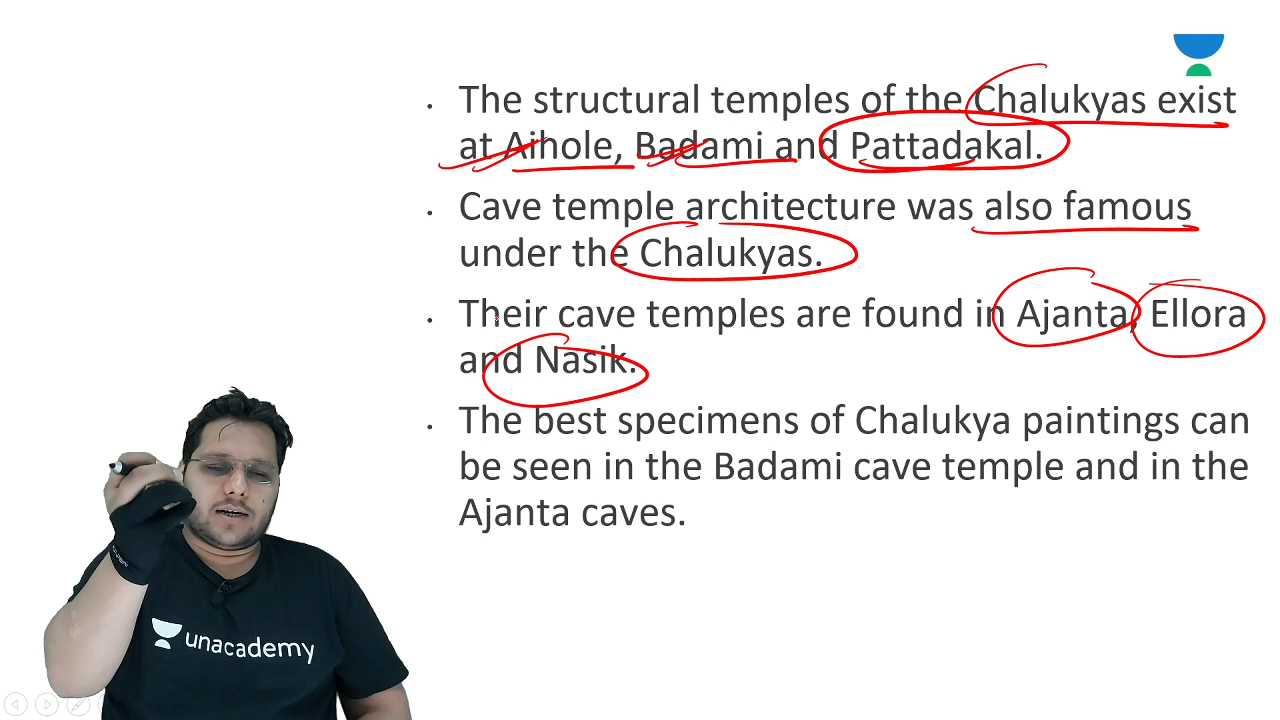 The structural temples of the Chalukyas exist
at Aihole, Badami and Pattadakal.
Cave temple architecture was also famous
under the Chalukyas.
Their cave temples are found in Ajanta, Ellora
and Nasik.
The best specimens of Chalukya paintings can
be seen in the Badami cave temple and in the
Ajanta caves.
unacademy